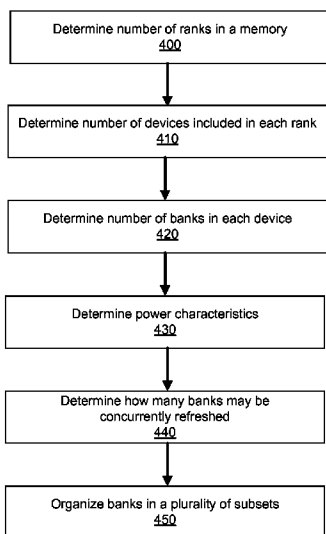 Determine number of ranks in a memory
400
Determine number of devices included in each rank
410
Determine number of banks in each device
420
Determine power characteristics
430
Determine how many banks may be
concurrently refreshed
440
Organize banks in a plurality of subsets
450